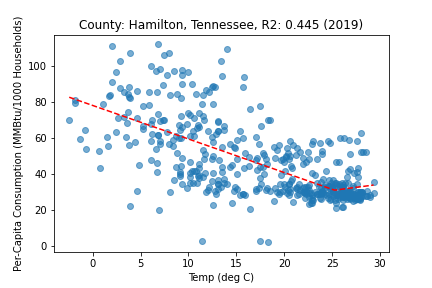 County: Hamilton, Tennessee, R2: 0.445 (2019)
Per-Capita Consumption (MMBtu/1000 Households)
100
80
60
40
20
0
0 5 10 15 20 25 30
Temp (deg C)